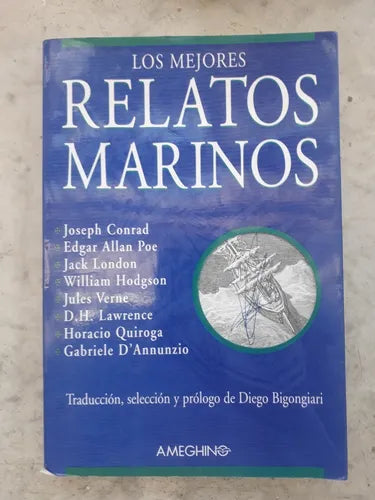 LOS MEJORES
RELATOS
MARINOS
Joseph Conrad
Edgar Allan Poe
Jack London
William Hodgson
Jules Verne
D.H. Lawrence
Horacio Quiroga
Gabriele D'Annunzio
Traducción, selección y prólogo de Diego Bigongiari
AMEGHINO